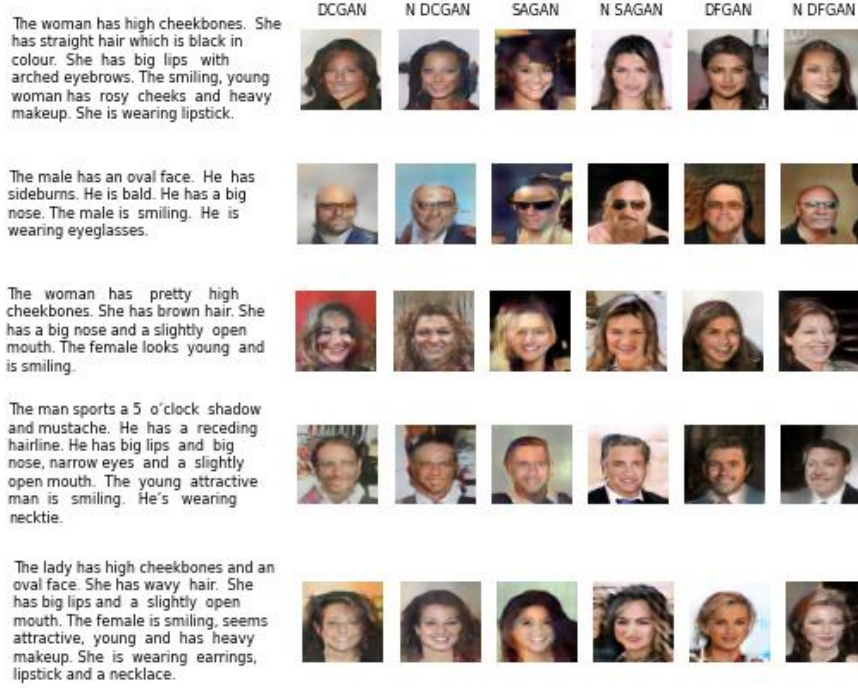 DCGAN N DCGAN SAGAN N SAGAN DFGAN N DFGAN
The woman has high cheekbones. She
has straight hair which is black in
colour. She has big lips with
arched eyebrows. The smiling, young
woman has rosy cheeks and heavy
makeup. She is wearing lipstick.
The male has an oval face. He has
sideburns. He is bald. He has a big
nose. The male is smiling. He is
wearing eyeglasses.
The woman has pretty high
cheekbones. She has brown hair. She
has a big nose and a slightly open
mouth. The female looks young and
is smiling.
The man sports a 5 o'clock shadow
and mustache. He has a receding
hairline. He has big lips and big
nose, narrow eyes and a slightly
open mouth. The young attractive
man is smiling. He's wearing
necktie.
The lady has high cheekbones and an
oval face. She has wavy hair. She
has big lips and a slightly open
mouth. The female is smiling, seems
attractive, young and has heavy
makeup. She is wearing earrings,
lipstick and a necklace.